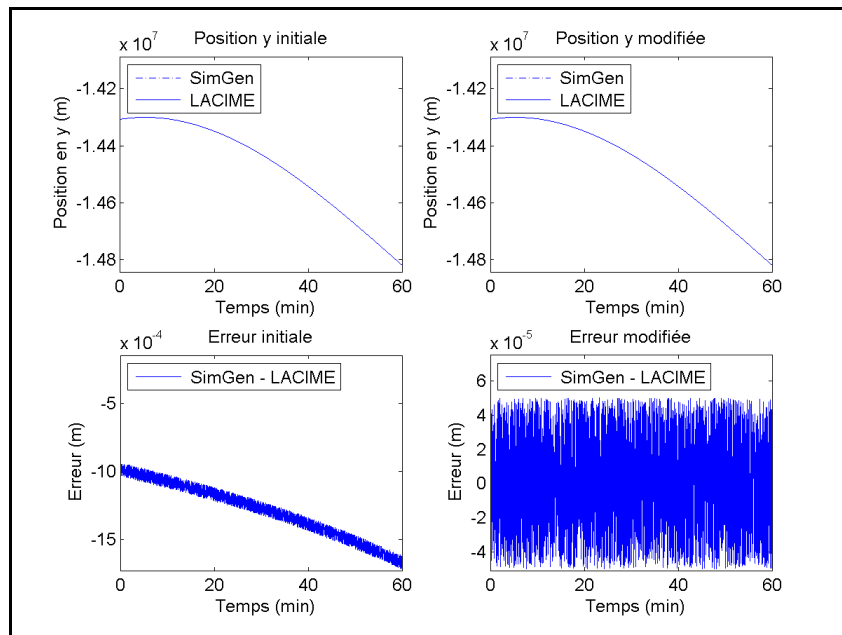 x 10^7
Position y initiale
SimGen
LACIME
-1.42
-1.44
-1.46
-1.48
Position en y (m)
0
20
40
60
Temps (min)
x 10^7
Position y modifiée
SimGen
LACIME
-1.42
-1.44
-1.46
-1.48
Position en y (m)
0
20
40
60
Temps (min)
x 10^-4
Erreur initiale
SimGen - LACIME
-5
-10
-15
Erreur (m)
0
20
40
60
Temps (min)
x 10^-5
Erreur modifiée
SimGen - LACIME
6
4
2
0
-2
-4
Erreur (m)
0
20
40
60
Temps (min)